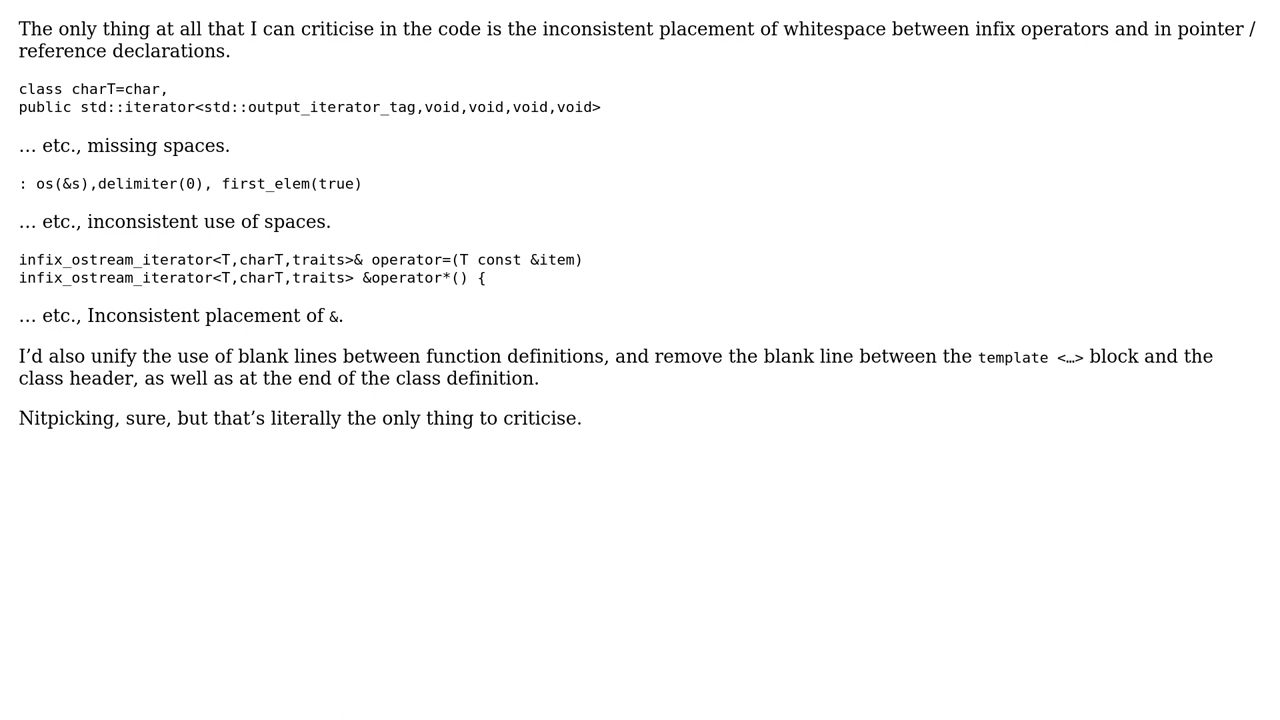 The only thing at all that I can criticise in the code is the inconsistent placement of whitespace between infix operators and in pointer /
reference declarations.
class charT=char,
public std::iterator<std::output_iterator_tag,void,void,void,void>
… etc., missing spaces.
: os(&s),delimiter(0), first_elem(true)
… etc., inconsistent use of spaces.
infix_ostream_iterator<T,charT,traits>& operator=(T const &item)
infix_ostream_iterator<T,charT,traits> &operator*() {
… etc., Inconsistent placement of &.
I’d also unify the use of blank lines between function definitions, and remove the blank line between the template <…> block and the
class header, as well as at the end of the class definition.
Nitpicking, sure, but that’s literally the only thing to criticise.